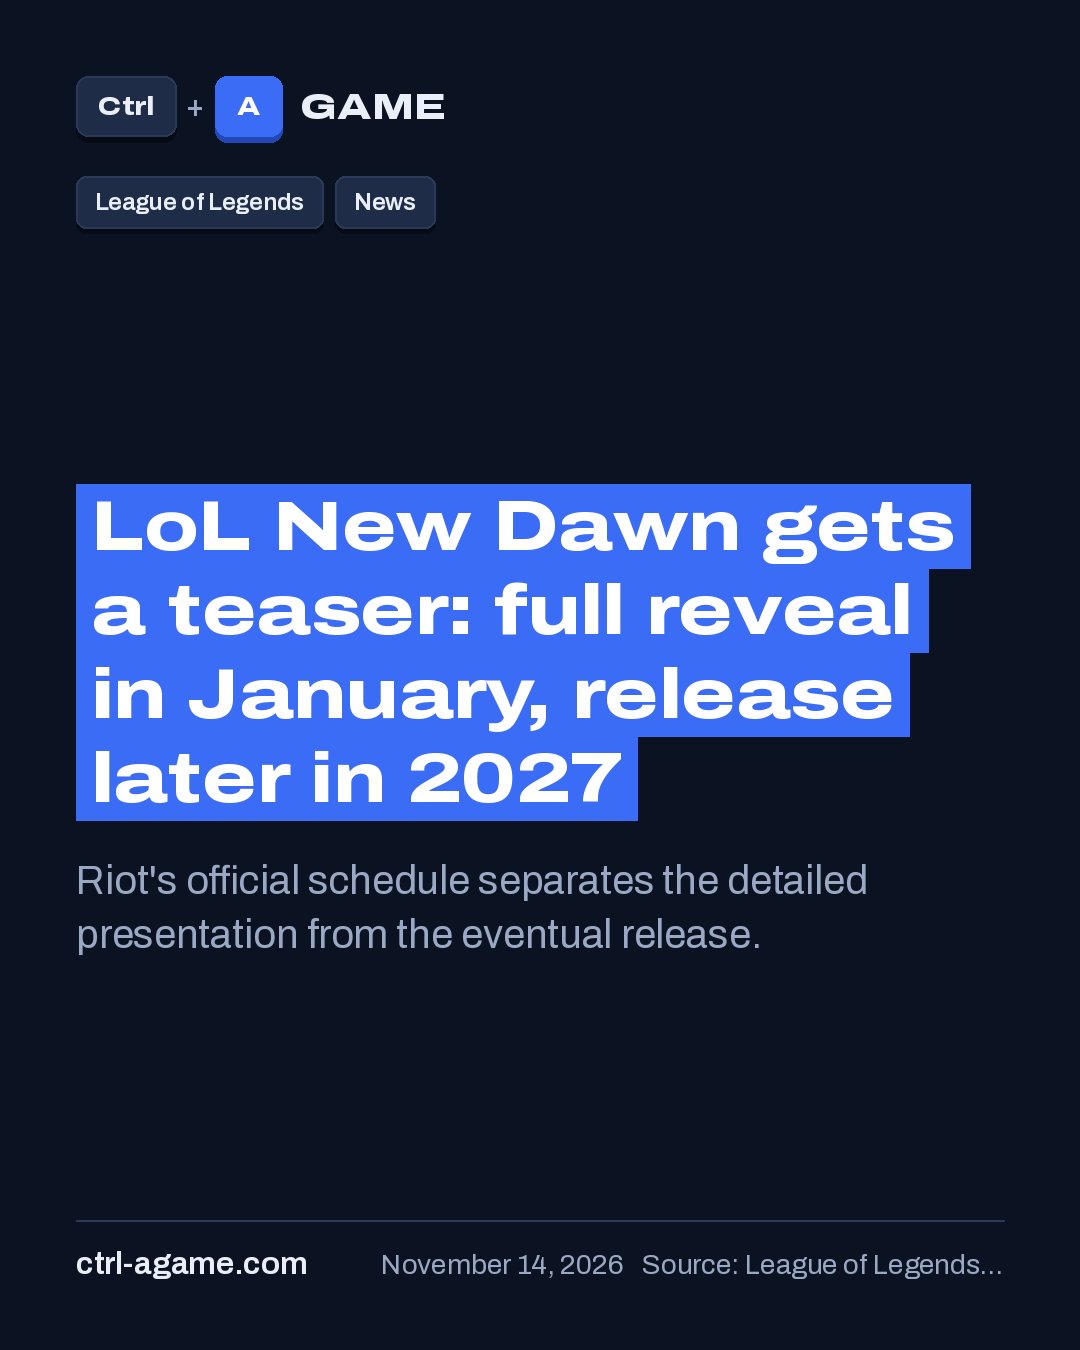 Ctrl + A GAME
League of Legends News
LoL New Dawn gets
a teaser: full reveal
in January, release
later in 2027
Riot's official schedule separates the detailed
presentation from the eventual release.
ctrl-agame.com November 14, 2026 Source: League of Legends...